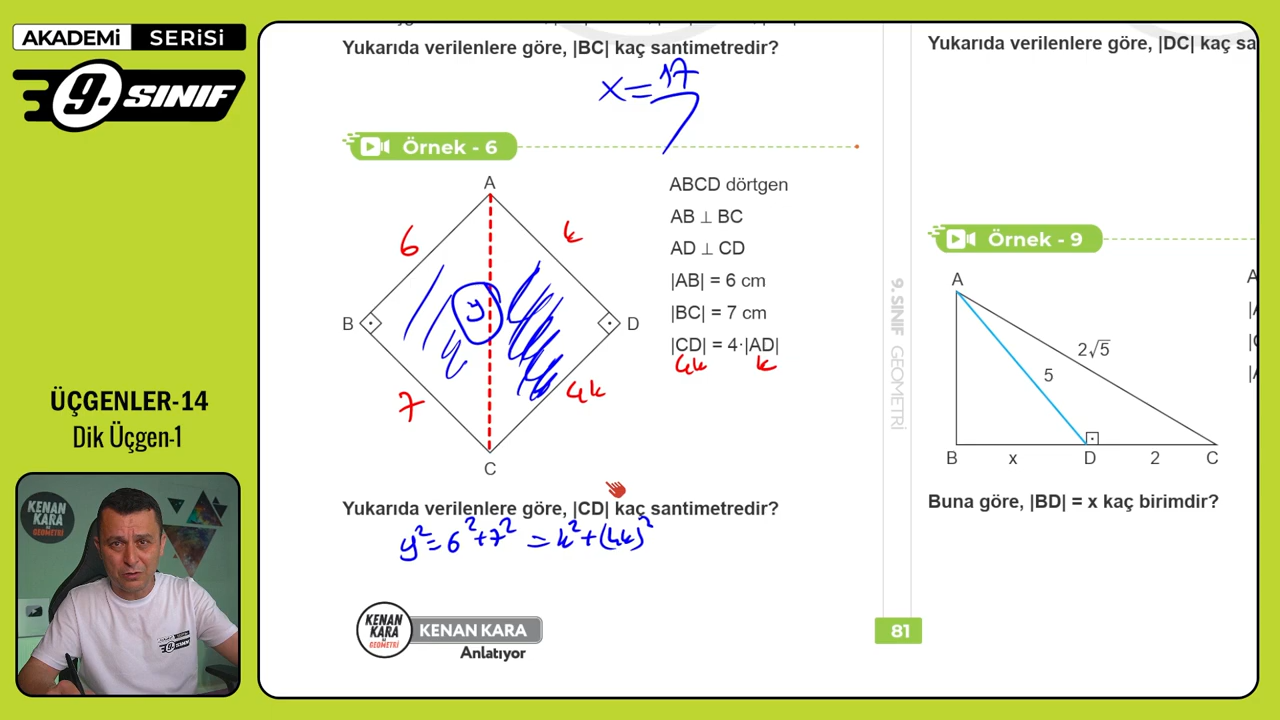 AKADEMİ SERİSİ
9. SINIF
ÜÇGENLER-14
Dik Üçgen-1
KENAN
KARA
ile
GEOMETRİ
Yukarıda verilenlere göre, |BC| kaç santimetredir?
x = 17
Örnek - 6
A
B
C
D
6
k
7
4k
y
ABCD dörtgen
AB ⊥ BC
AD ⊥ CD
|AB| = 6 cm
|BC| = 7 cm
|CD| = 4·|AD|
4k k
Yukarıda verilenlere göre, |CD| kaç santimetredir?
y² = 6² + 7² = k² + (4k)²
KENAN
KARA
ile
GEOMETRİ
KENAN KARA
Anlatıyor
9. SINIF GEOMETRİ
81
Yukarıda verilenlere göre, |DC| kaç sa
Örnek - 9
A
2√5
5
B x D 2 C
Buna göre, |BD| = x kaç birimdir?